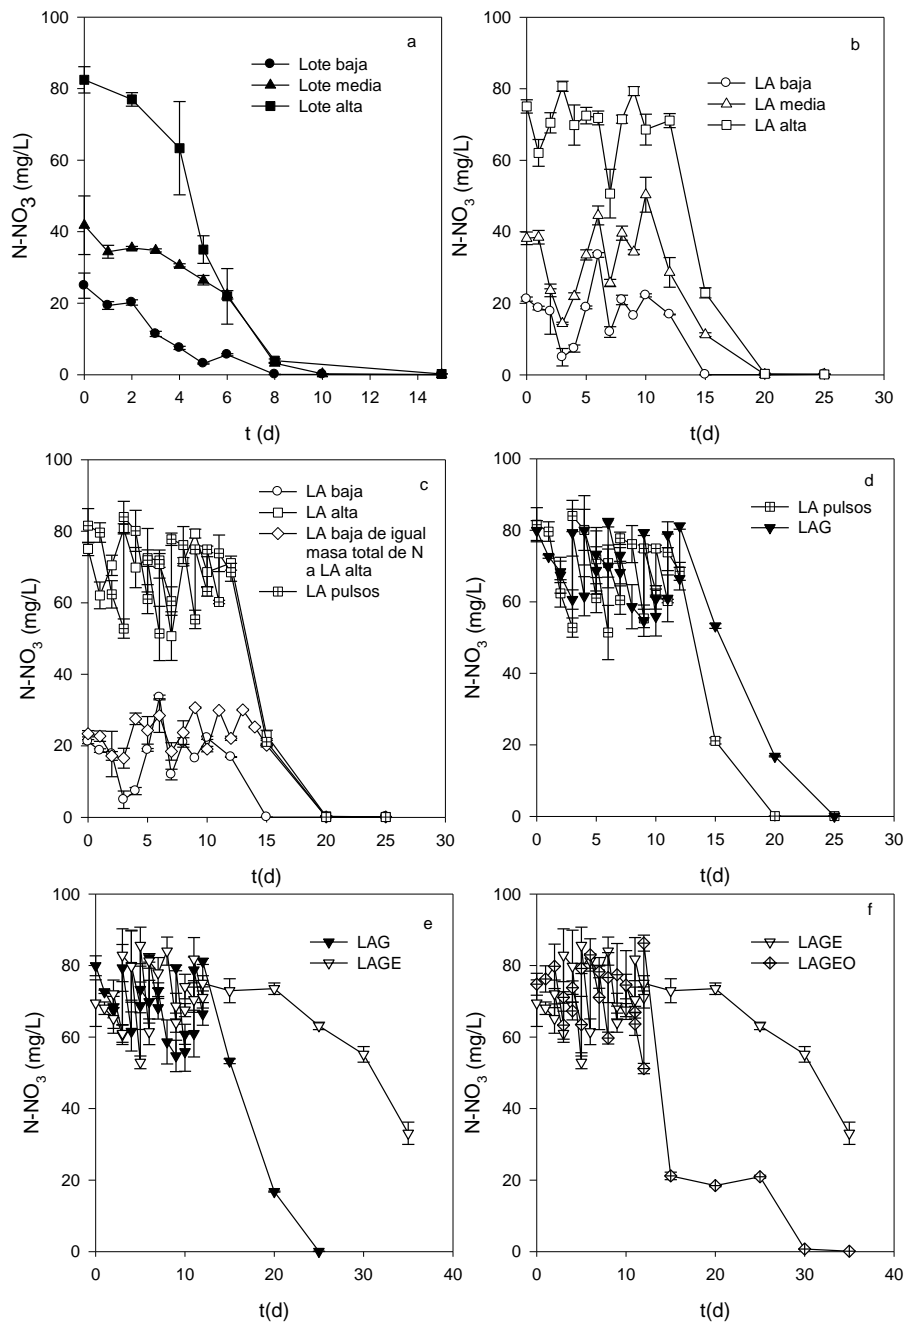 a
Lote baja
Lote media
Lote alta
N-NO3 (mg/L)
100
80
60
40
20
0
0 2 4 6 8 10 12 14
t (d)
b
LA baja
LA media
LA alta
N-NO3 (mg/L)
100
80
60
40
20
0
0 5 10 15 20 25 30
t(d)
c
LA baja
LA alta
LA baja de igual
masa total de N
a LA alta
LA pulsos
N-NO3 (mg/L)
100
80
60
40
20
0
0 5 10 15 20 25 30
t(d)
d
LA pulsos
LAG
N-NO3 (mg/L)
100
80
60
40
20
0
0 5 10 15 20 25 30
t(d)
e
LAG
LAGE
N-NO3 (mg/L)
100
80
60
40
20
0
0 10 20 30 40
t(d)
f
LAGE
LAGEO
N-NO3 (mg/L)
100
80
60
40
20
0
0 10 20 30 40
t(d)